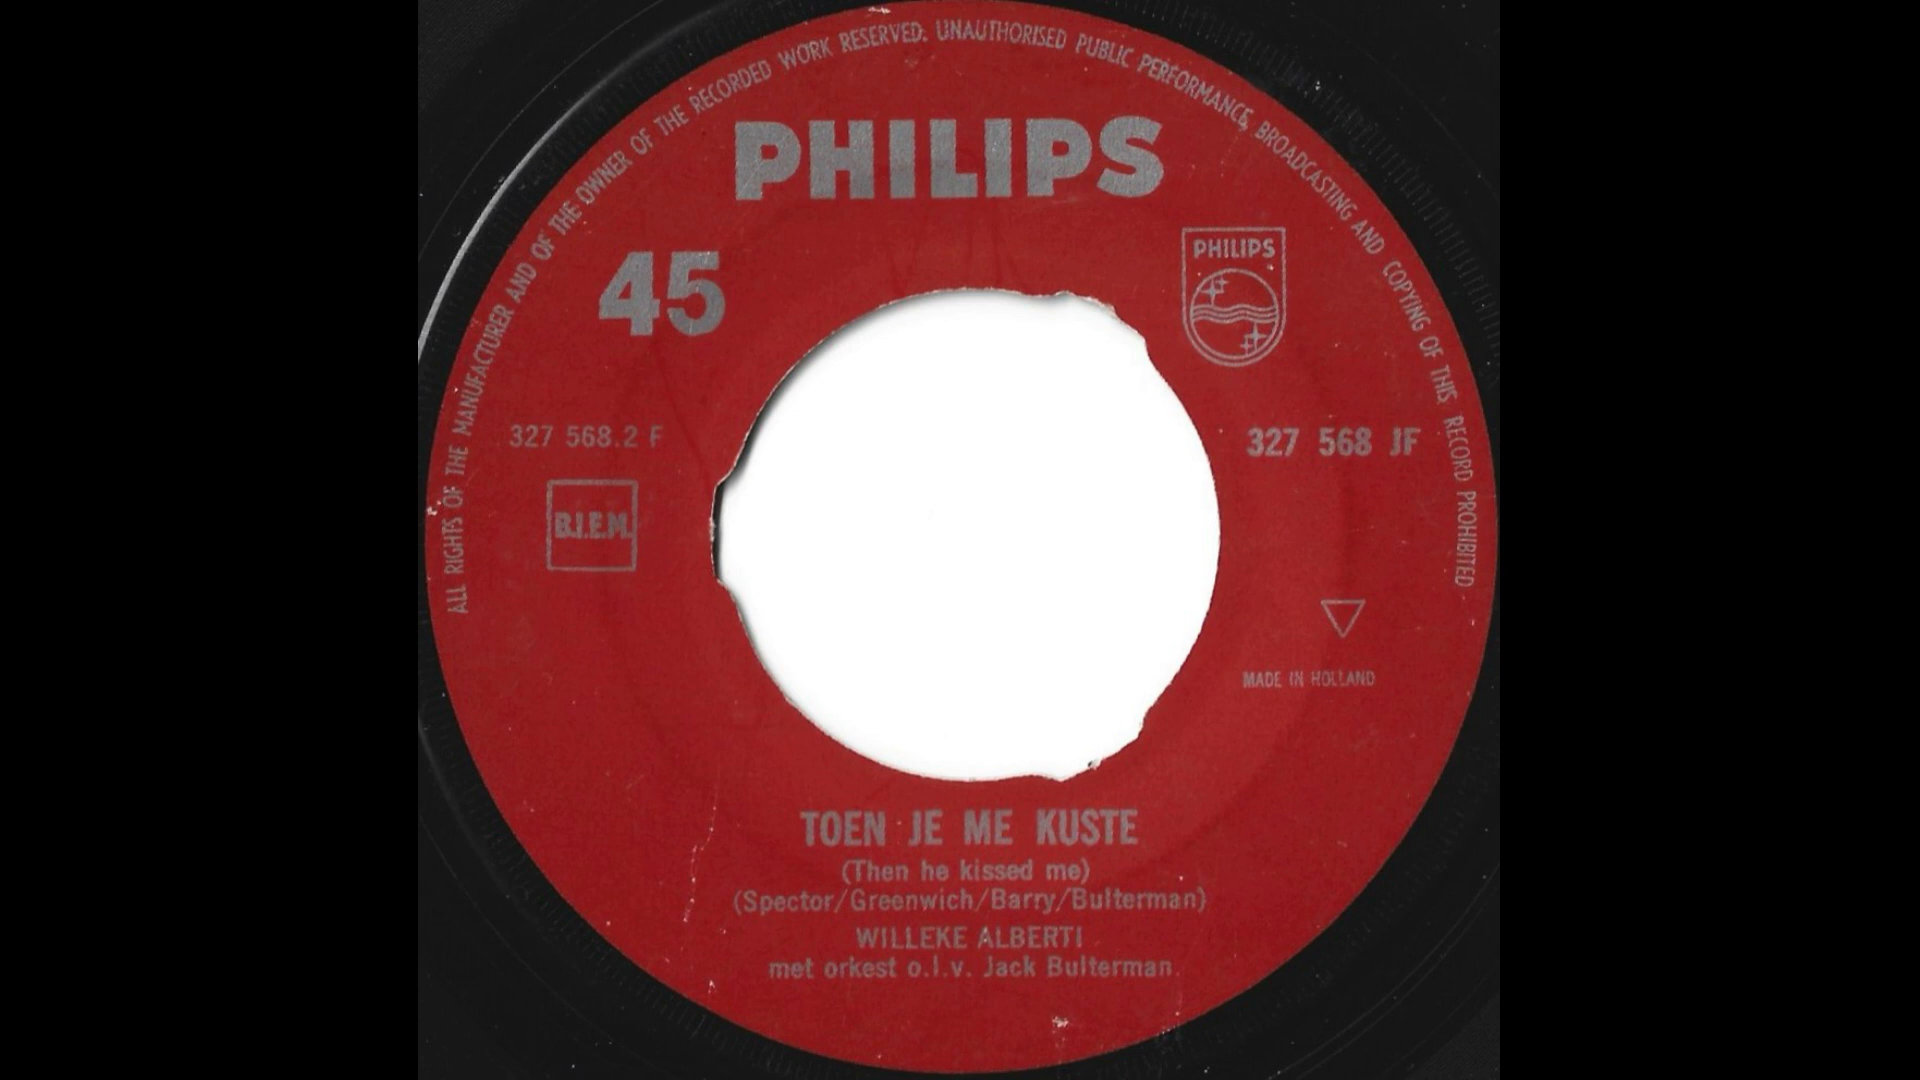 ALL RIGHTS OF THE MANUFACTURER AND OF THE OWNER OF THE RECORDED WORK RESERVED. UNAUTHORISED PUBLIC PERFORMANCE, BROADCASTING AND COPYING OF THIS RECORD PROHIBITED
PHILIPS
45
PHILIPS
327 568.2 F
327 568 JF
B.I.E.M.
MADE IN HOLLAND
TOEN JE ME KUSTE
(Then he kissed me)
(Spector/Greenwich/Barry/Bulterman)
WILLEKE ALBERTI
met orkest o.l.v. Jack Bulterman